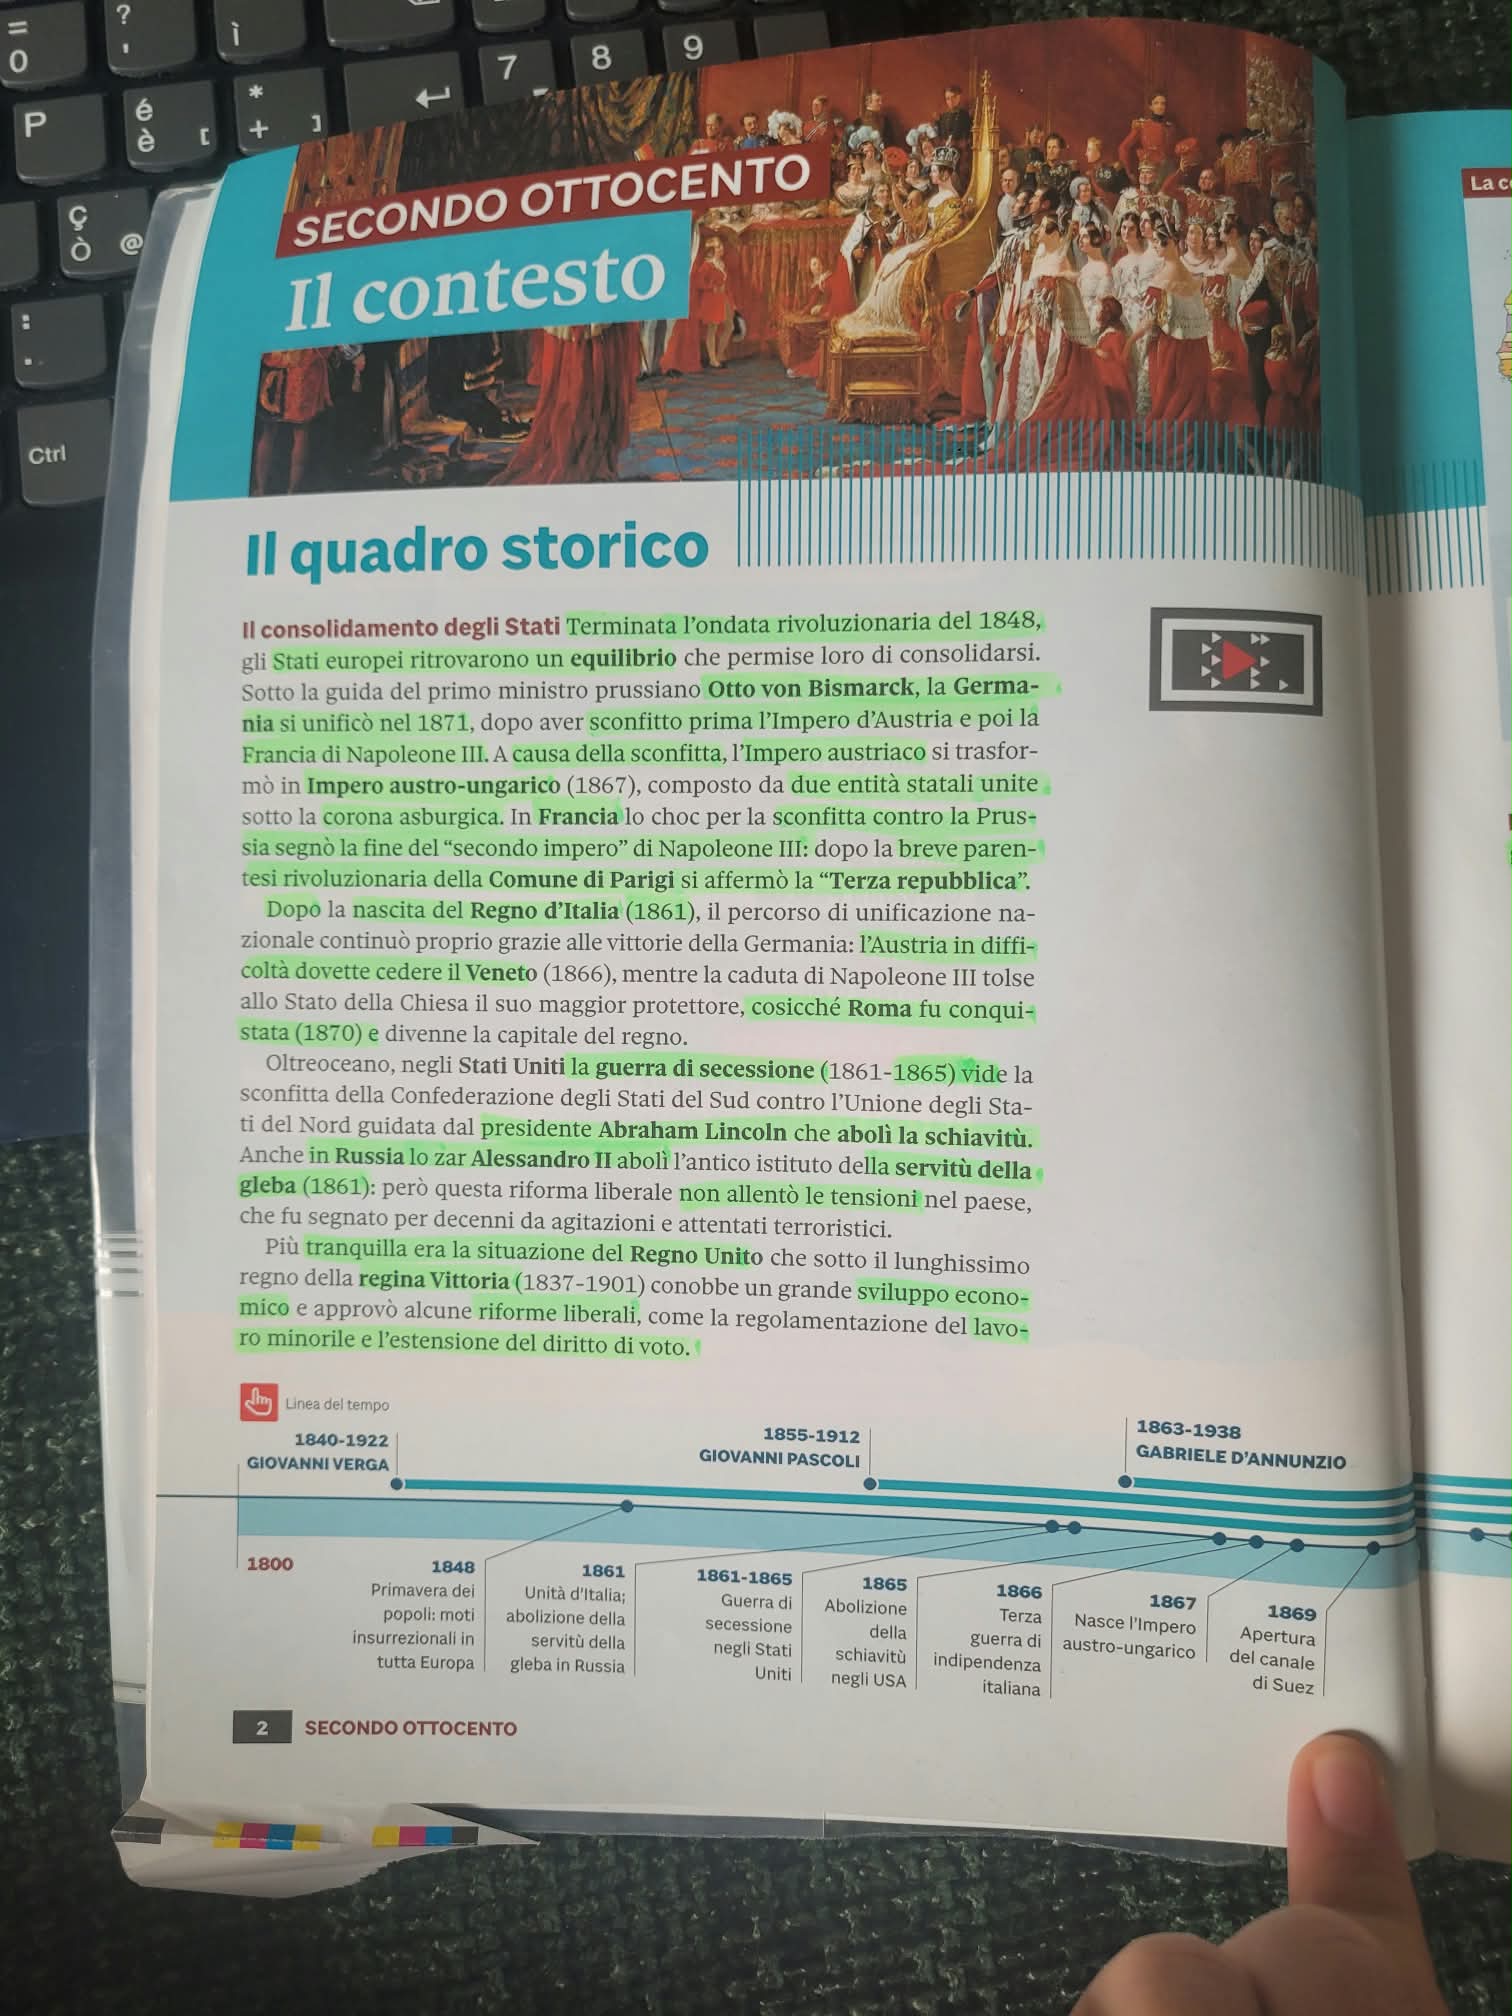 =
0
?
'
ì
7
8
9
P
é
è
[
*
+
]
ç
ò
@
:
.
Ctrl
SECONDO OTTOCENTO
Il contesto
La
Il quadro storico
Il consolidamento degli Stati Terminata l'ondata rivoluzionaria del 1848,
gli Stati europei ritrovarono un equilibrio che permise loro di consolidarsi.
Sotto la guida del primo ministro prussiano Otto von Bismarck, la Germa-
nia si unificò nel 1871, dopo aver sconfitto prima l'Impero d'Austria e poi la
Francia di Napoleone III. A causa della sconfitta, l'Impero austriaco si trasfor-
mò in Impero austro-ungarico (1867), composto da due entità statali unite
sotto la corona asburgica. In Francia lo choc per la sconfitta contro la Prus-
sia segnò la fine del "secondo impero" di Napoleone III: dopo la breve paren-
tesi rivoluzionaria della Comune di Parigi si affermò la "Terza repubblica".
Dopo la nascita del Regno d'Italia (1861), il percorso di unificazione na-
zionale continuò proprio grazie alle vittorie della Germania: l'Austria in diffi-
coltà dovette cedere il Veneto (1866), mentre la caduta di Napoleone III tolse
allo Stato della Chiesa il suo maggior protettore, cosicché Roma fu conqui-
stata (1870) e divenne la capitale del regno.
Oltreoceano, negli Stati Uniti la guerra di secessione (1861-1865) vide la
sconfitta della Confederazione degli Stati del Sud contro l'Unione degli Sta-
ti del Nord guidata dal presidente Abraham Lincoln che abolì la schiavitù.
Anche in Russia lo zar Alessandro II abolì l'antico istituto della servitù della
gleba (1861): però questa riforma liberale non allentò le tensioni nel paese,
che fu segnato per decenni da agitazioni e attentati terroristici.
Più tranquilla era la situazione del Regno Unito che sotto il lunghissimo
regno della regina Vittoria (1837-1901) conobbe un grande sviluppo econo-
mico e approvò alcune riforme liberali, come la regolamentazione del lavo-
ro minorile e l'estensione del diritto di voto.
Linea del tempo
1840-1922
GIOVANNI VERGA
1855-1912
GIOVANNI PASCOLI
1863-1938
GABRIELE D'ANNUNZIO
1800
1848
Primavera dei
popoli: moti
insurrezionali in
tutta Europa
1861
Unità d'Italia;
abolizione della
servitù della
gleba in Russia
1861-1865
Guerra di
secessione
negli Stati
Uniti
1865
Abolizione
della
schiavitù
negli USA
1866
Terza
guerra di
indipendenza
italiana
1867
Nasce l'Impero
austro-ungarico
1869
Apertura
del canale
di Suez
2 SECONDO OTTOCENTO